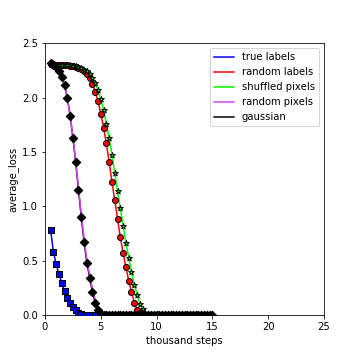 2.5
2.0
1.5
1.0
0.5
0.0
average_loss
0
5
10
15
20
25
thousand steps
true labels
random labels
shuffled pixels
random pixels
gaussian